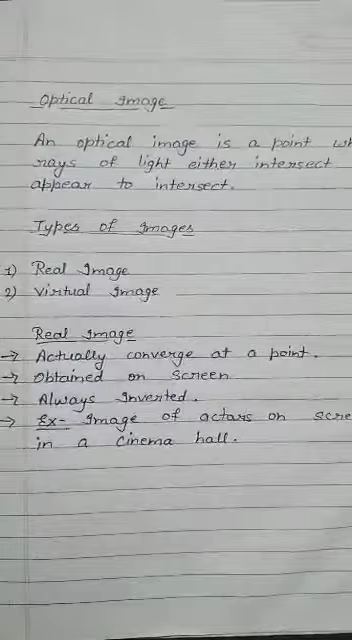 Optical Image
An optical image is a point
rays of light either intersect
appear to intersect.
Types of Images
1) Real Image
2) Virtual Image
Real Image
→ Actually converge at a point.
→ Obtained on screen
→ Always Inverted.
→ Ex- Image of actors on
in a cinema hall.